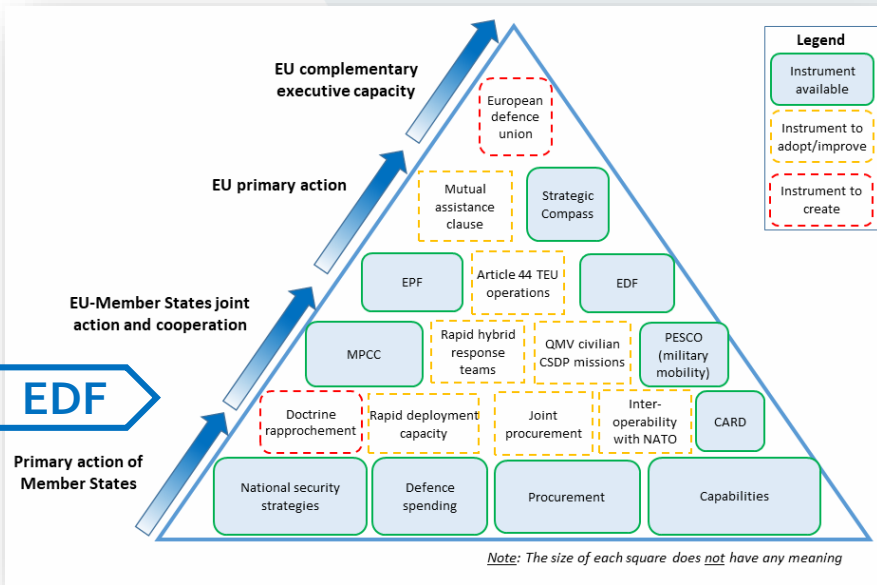 EU complementary
executive capacity
EU primary action
EU-Member States joint
action and cooperation
EDF
Primary action of
Member States
European
defence
union
Mutual
assistance
clause
Strategic
Compass
EPF
Article 44 TEU
operations
EDF
MPCC
Rapid hybrid
response
teams
QMV civilian
CSDP missions
PESCO
(military
mobility)
Doctrine
rapprochement
Rapid deployment
capacity
Joint
procurement
Inter-
operability
with NATO
CARD
National security
strategies
Defence
spending
Procurement
Capabilities
Legend
Instrument
available
Instrument to
adopt/improve
Instrument to
create
Note: The size of each square does not have any meaning